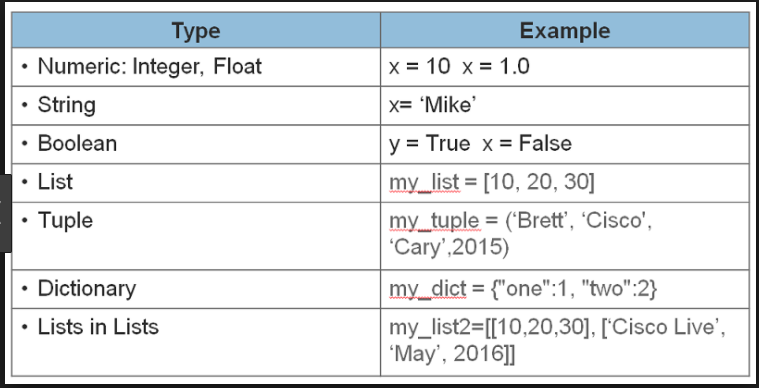 Type Example
• Numeric: Integer, Float x = 10 x = 1.0
• String x= ‘Mike’
• Boolean y = True x = False
• List my_list = [10, 20, 30]
• Tuple my_tuple = (‘Brett’, ‘Cisco',
‘Cary’,2015)
• Dictionary my_dict = {"one":1, "two":2}
• Lists in Lists my_list2=[[10,20,30], [‘Cisco Live’,
‘May’, 2016]]